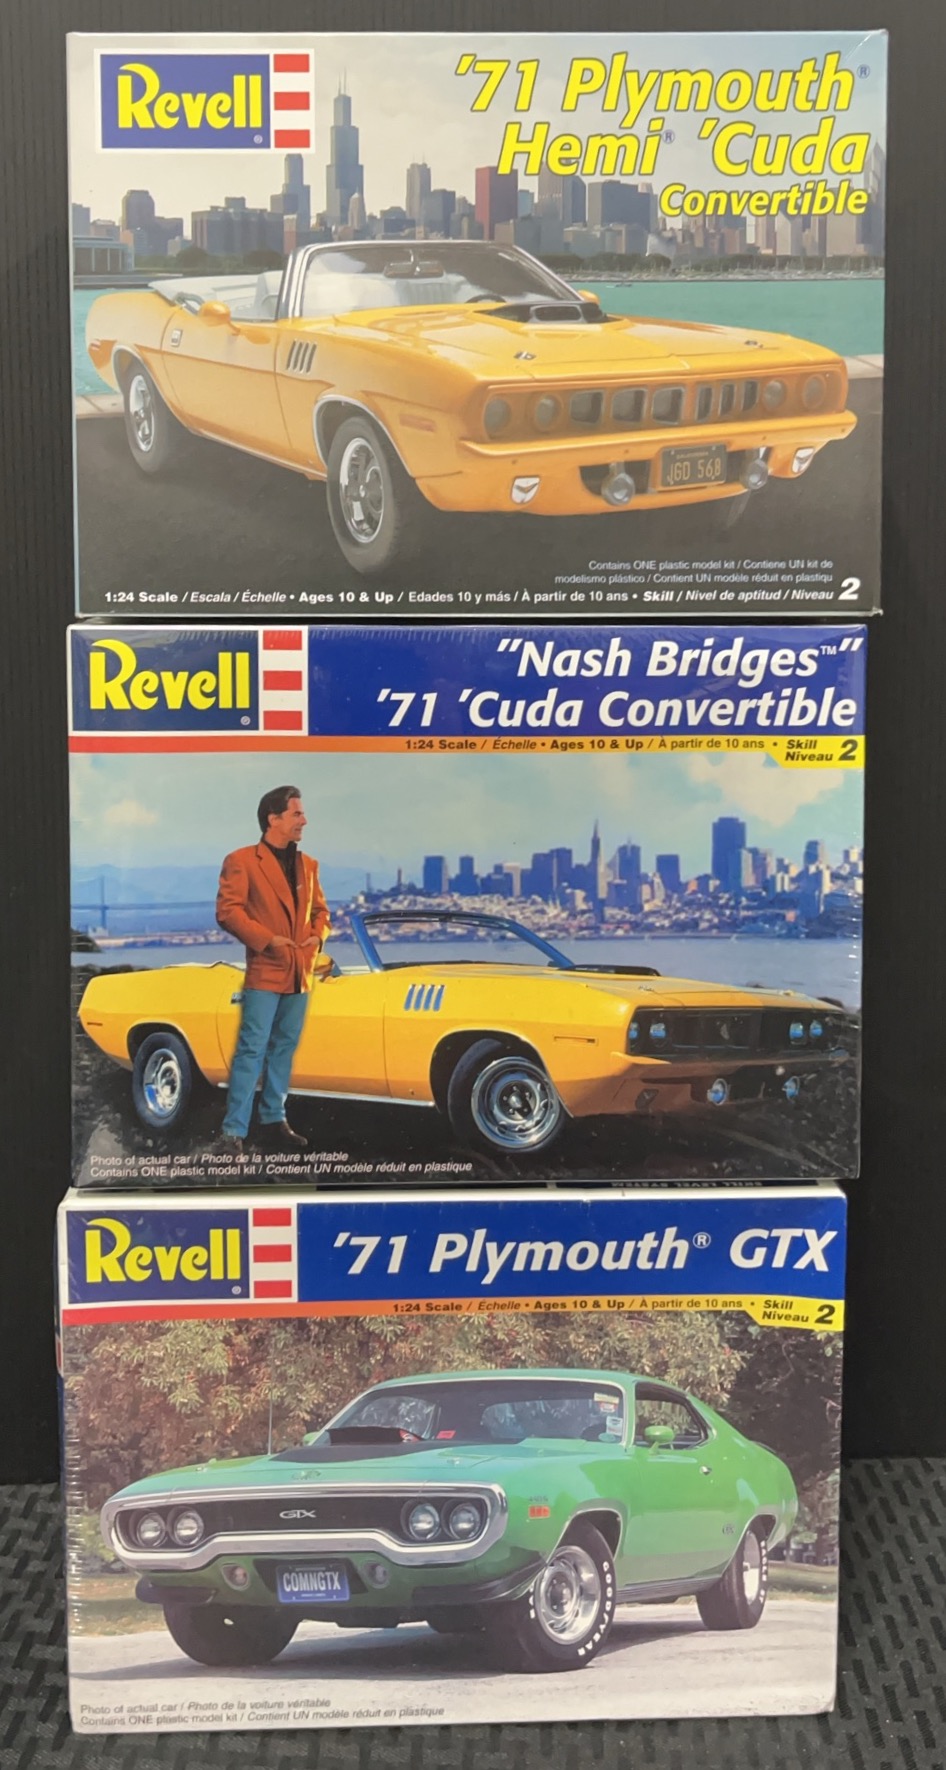 Revell®
'71 Plymouth®
Hemi® 'Cuda
Convertible
JGD 568
Contains ONE plastic model kit / Contiene UN kit de
modelismo plástico / Contient UN modèle réduit en plastiqu
1:24 Scale / Escala / Échelle • Ages 10 & Up / Edades 10 y más / À partir de 10 ans • Skill / Nivel de aptitud / Niveau 2
Revell®
"Nash Bridges™"
'71 'Cuda Convertible
1:24 Scale / Échelle • Ages 10 & Up / À partir de 10 ans • Skill
Niveau 2
Photo of actual car / Photo de la voiture véritable
Contains ONE plastic model kit / Contient UN modèle réduit en plastique
Revell®
'71 Plymouth® GTX
1:24 Scale / Échelle • Ages 10 & Up / À partir de 10 ans • Skill
Niveau 2
GTX
COMNGTX
GOODYEAR
Photo of actual car / Photo de la voiture véritable
Contains ONE plastic model kit / Contient UN modèle réduit en plastique